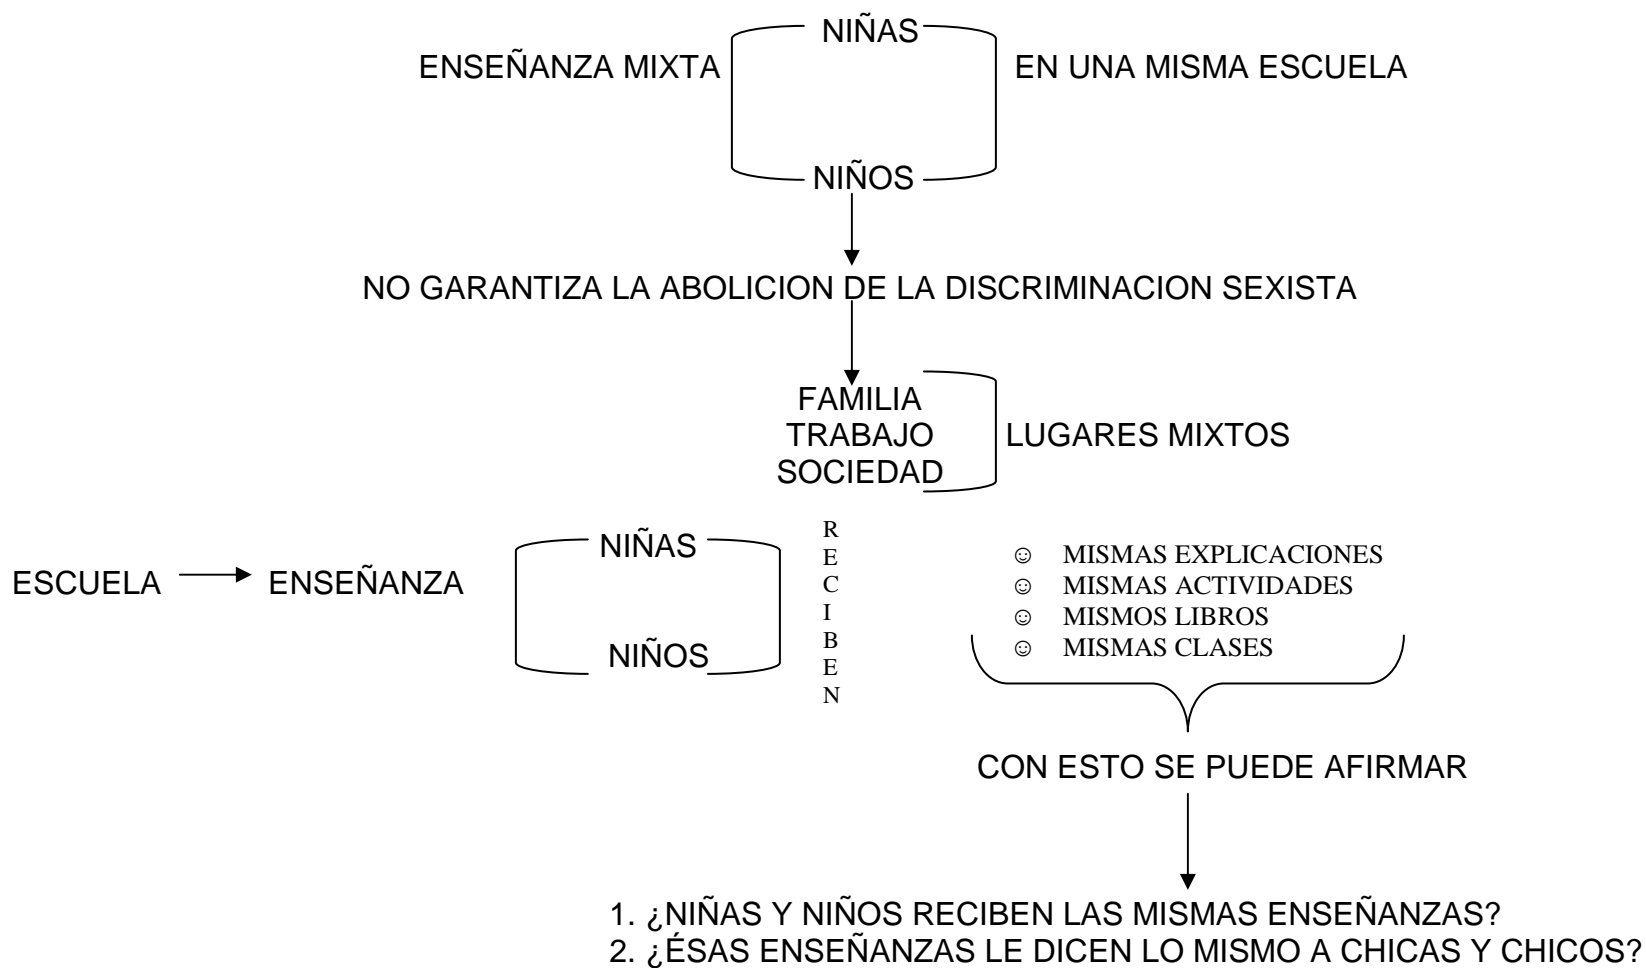 NIÑAS
ENSEÑANZA MIXTA
EN UNA MISMA ESCUELA
NIÑOS
NO GARANTIZA LA ABOLICION DE LA DISCRIMINACION SEXISTA
FAMILIA
TRABAJO
SOCIEDAD
LUGARES MIXTOS
ESCUELA
ENSEÑANZA
NIÑAS
NIÑOS
R
E
C
I
B
E
N
☺ MISMAS EXPLICACIONES
☺ MISMAS ACTIVIDADES
☺ MISMOS LIBROS
☺ MISMAS CLASES
CON ESTO SE PUEDE AFIRMAR
1. ¿NIÑAS Y NIÑOS RECIBEN LAS MISMAS ENSEÑANZAS?
2. ¿ÉSAS ENSEÑANZAS LE DICEN LO MISMO A CHICAS Y CHICOS?